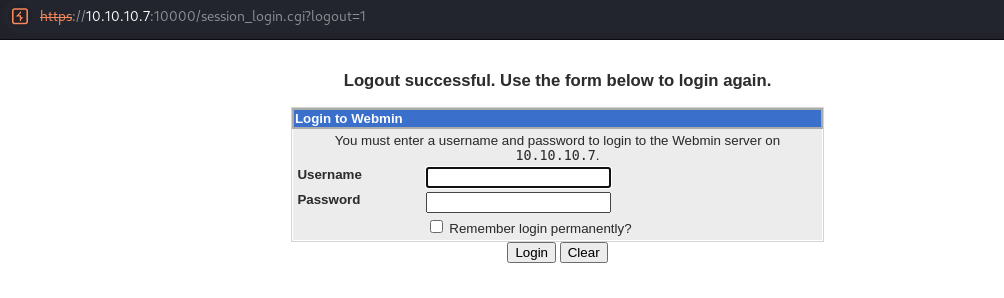 https://10.10.10.7:10000/session_login.cgi?logout=1
Logout successful. Use the form below to login again.
Login to Webmin
You must enter a username and password to login to the Webmin server on
10.10.10.7.
Username
Password
Remember login permanently?
Login Clear